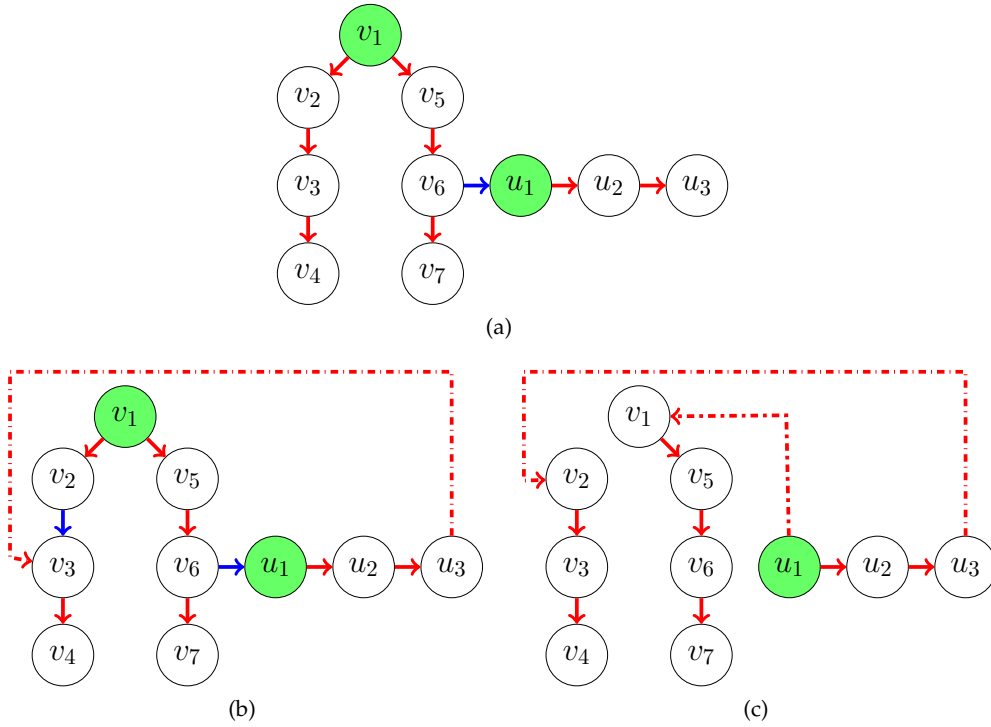 v₁
v₂ v₅
v₃ v₆ u₁ u₂ u₃
v₄ v₇
(a)
v₁
v₂ v₅
v₃ v₆ u₁ u₂ u₃
v₄ v₇
(b)
v₁
v₂ v₅
v₃ v₆ u₁ u₂ u₃
v₄ v₇
(c)